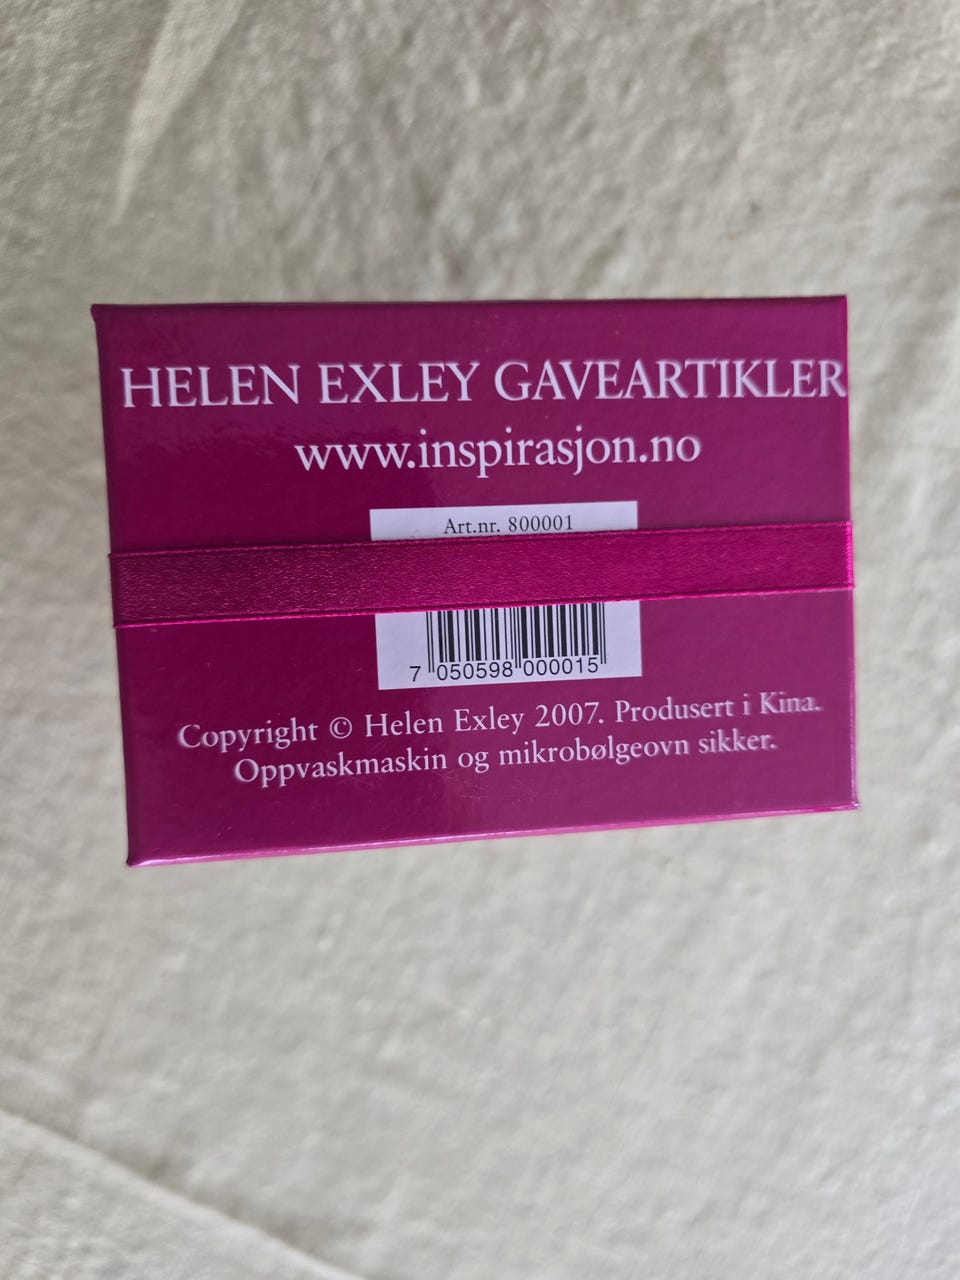 HELEN EXLEY GAVEARTIKLER
www.inspirasjon.no
Art.nr. 800001
7 050598 000015
Copyright © Helen Exley 2007. Produsert i Kina.
Oppvaskmaskin og mikrobølgeovn sikker.